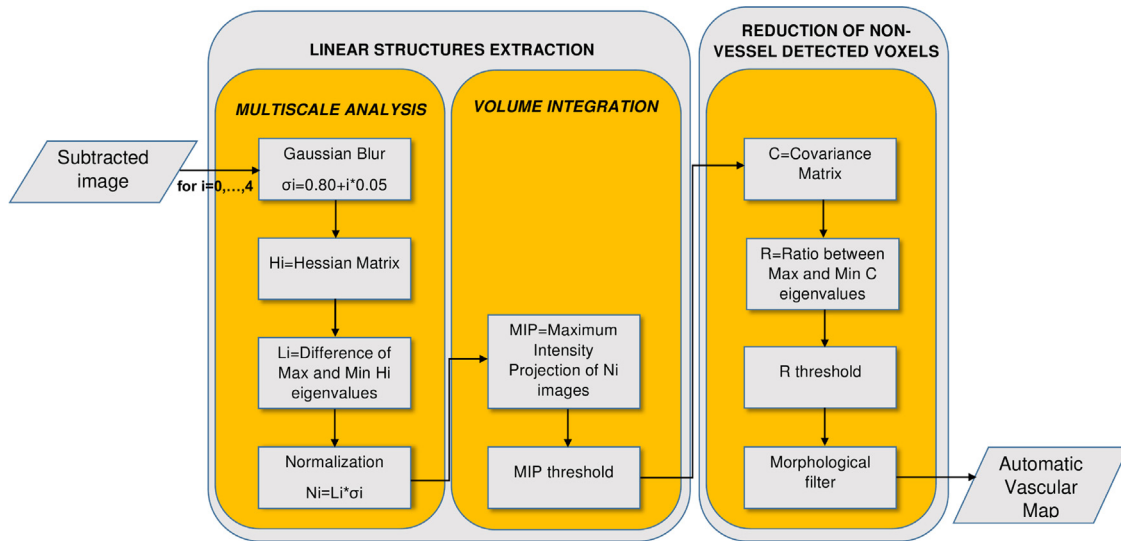 LINEAR STRUCTURES EXTRACTION
REDUCTION OF NON-
VESSEL DETECTED VOXELS
MULTISCALE ANALYSIS
VOLUME INTEGRATION
Subtracted
image
for i=0,...,4
Gaussian Blur
σi=0.80+i*0.05
Hi=Hessian Matrix
Li=Difference of
Max and Min Hi
eigenvalues
Normalization
Ni=Li*σi
MIP=Maximum
Intensity
Projection of Ni
images
MIP threshold
C=Covariance
Matrix
R=Ratio between
Max and Min C
eigenvalues
R threshold
Morphological
filter
Automatic
Vascular
Map